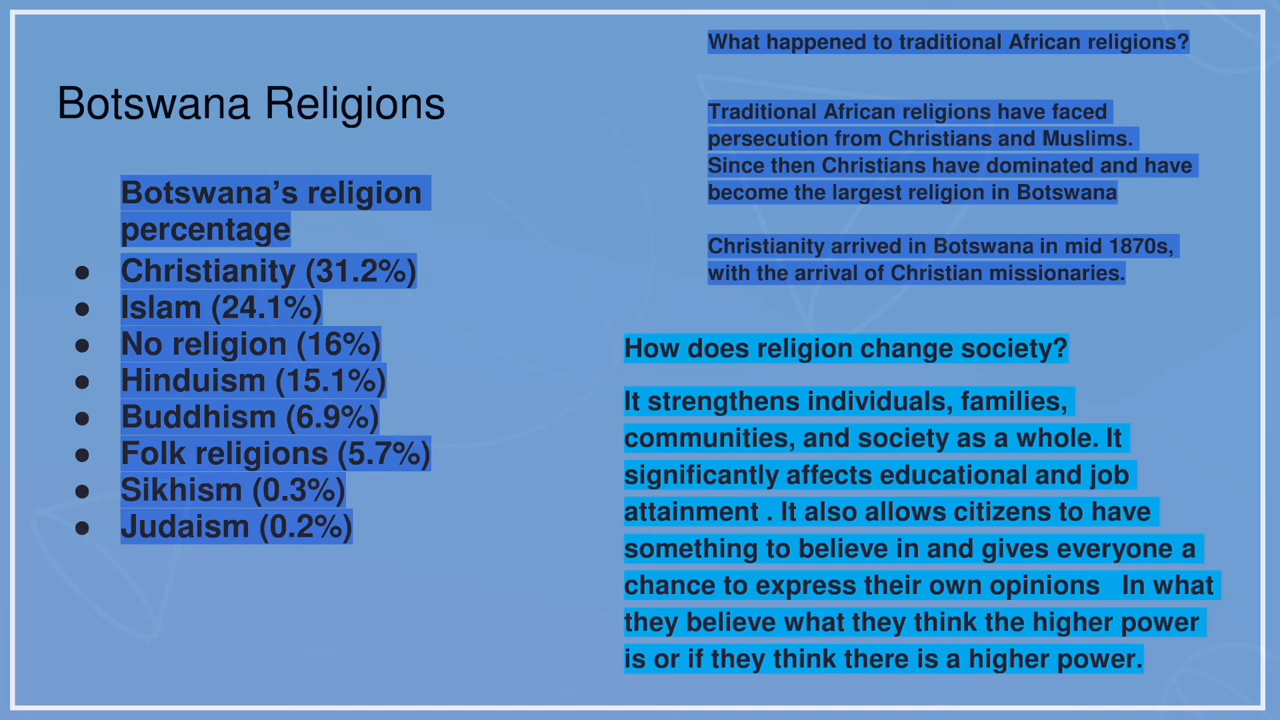 Botswana Religions
Botswana’s religion
percentage
● Christianity (31.2%)
● Islam (24.1%)
● No religion (16%)
● Hinduism (15.1%)
● Buddhism (6.9%)
● Folk religions (5.7%)
● Sikhism (0.3%)
● Judaism (0.2%)
What happened to traditional African religions?
Traditional African religions have faced
persecution from Christians and Muslims.
Since then Christians have dominated and have
become the largest religion in Botswana
Christianity arrived in Botswana in mid 1870s,
with the arrival of Christian missionaries.
How does religion change society?
It strengthens individuals, families,
communities, and society as a whole. It
significantly affects educational and job
attainment . It also allows citizens to have
something to believe in and gives everyone a
chance to express their own opinions   In what
they believe what they think the higher power
is or if they think there is a higher power.